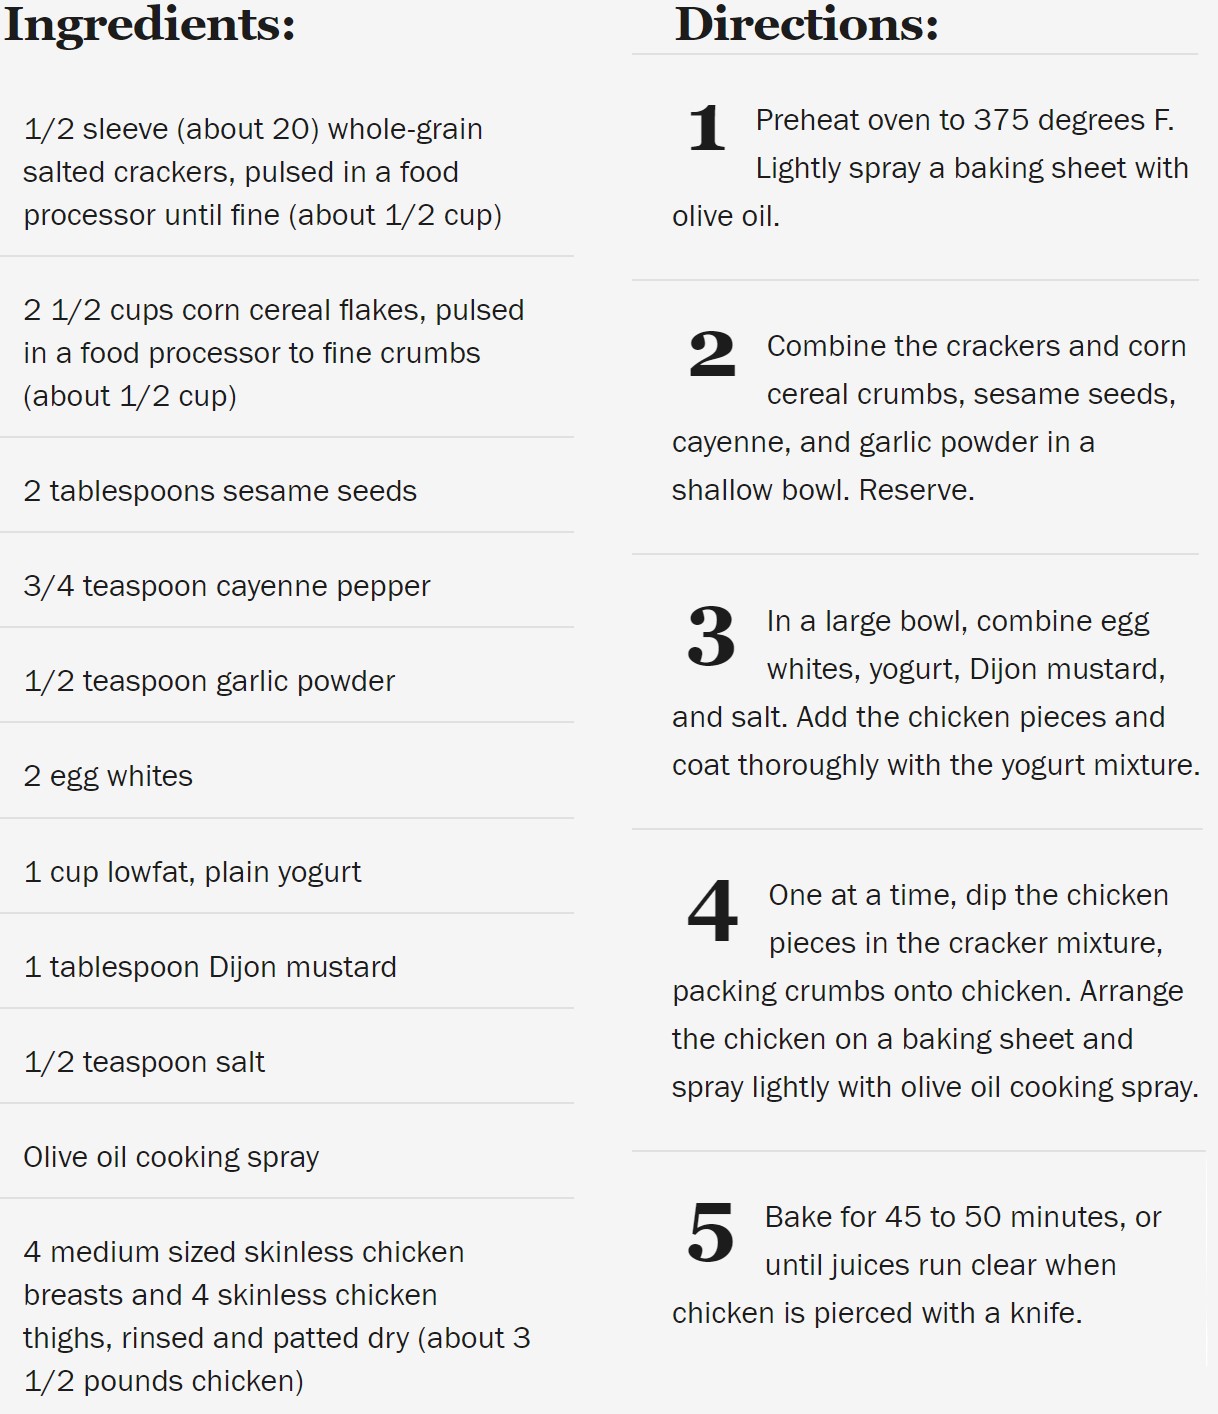 Ingredients:
1/2 sleeve (about 20) whole-grain
salted crackers, pulsed in a food
processor until fine (about 1/2 cup)
2 1/2 cups corn cereal flakes, pulsed
in a food processor to fine crumbs
(about 1/2 cup)
2 tablespoons sesame seeds
3/4 teaspoon cayenne pepper
1/2 teaspoon garlic powder
2 egg whites
1 cup lowfat, plain yogurt
1 tablespoon Dijon mustard
1/2 teaspoon salt
Olive oil cooking spray
4 medium sized skinless chicken
breasts and 4 skinless chicken
thighs, rinsed and patted dry (about 3
1/2 pounds chicken)
Directions:
1 Preheat oven to 375 degrees F.
Lightly spray a baking sheet with
olive oil.
2 Combine the crackers and corn
cereal crumbs, sesame seeds,
cayenne, and garlic powder in a
shallow bowl. Reserve.
3 In a large bowl, combine egg
whites, yogurt, Dijon mustard,
and salt. Add the chicken pieces and
coat thoroughly with the yogurt mixture.
4 One at a time, dip the chicken
pieces in the cracker mixture,
packing crumbs onto chicken. Arrange
the chicken on a baking sheet and
spray lightly with olive oil cooking spray.
5 Bake for 45 to 50 minutes, or
until juices run clear when
chicken is pierced with a knife.